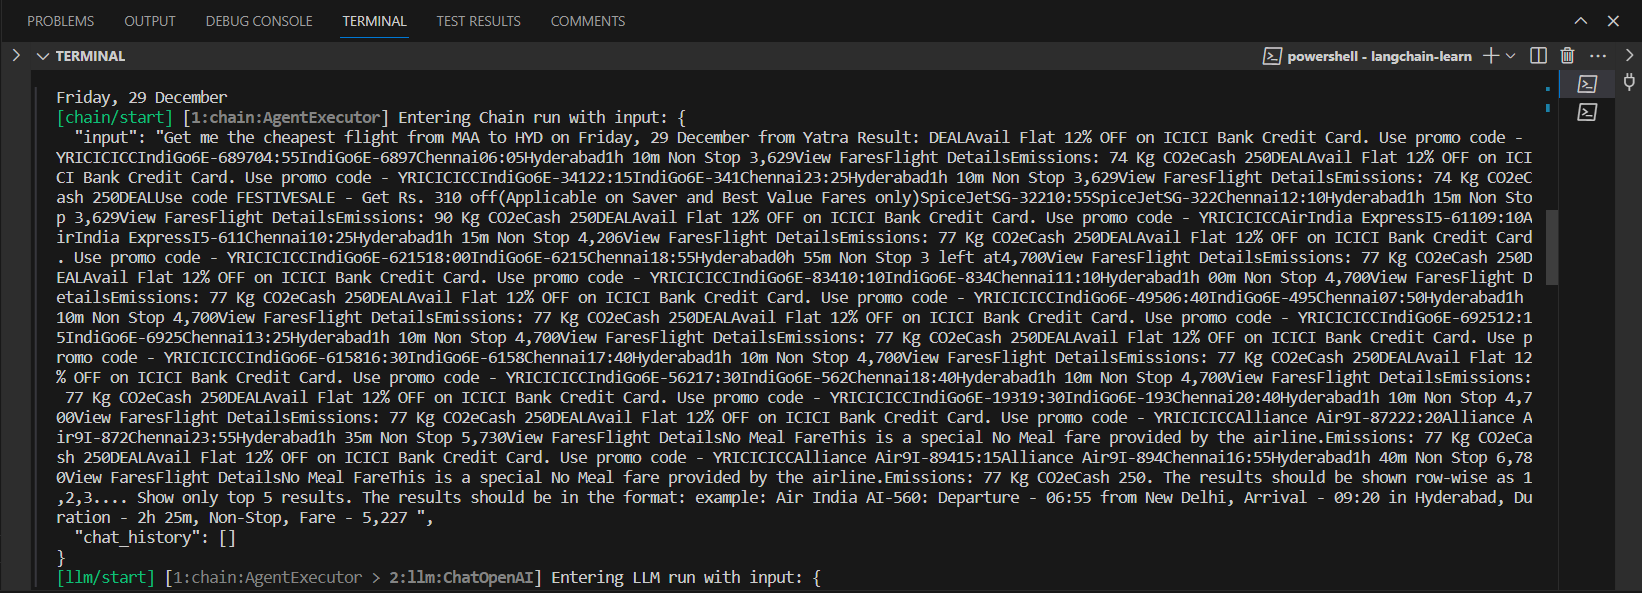 PROBLEMS OUTPUT DEBUG CONSOLE TERMINAL TEST RESULTS COMMENTS
TERMINAL powershell - langchain-learn
Friday, 29 December
[chain/start] [1:chain:AgentExecutor] Entering Chain run with input: {
"input": "Get me the cheapest flight from MAA to HYD on Friday, 29 December from Yatra Result: DEALAvail Flat 12% OFF on ICICI Bank Credit Card. Use promo code -
YRICICICCIndiGo6E-689704:55IndiGo6E-6897Chennai06:05Hyderabad1h 10m Non Stop 3,629View FaresFlight DetailsEmissions: 74 Kg CO2eCash 250DEALAvail Flat 12% OFF on ICI
CI Bank Credit Card. Use promo code - YRICICICCIndiGo6E-34122:15IndiGo6E-341Chennai23:25Hyderabad1h 10m Non Stop 3,629View FaresFlight DetailsEmissions: 74 Kg CO2eC
ash 250DEALUse code FESTIVESALE - Get Rs. 310 off(Applicable on Saver and Best Value Fares only)SpiceJetSG-32210:55SpiceJetSG-322Chennai12:10Hyderabad1h 15m Non Sto
p 3,629View FaresFlight DetailsEmissions: 90 Kg CO2eCash 250DEALAvail Flat 12% OFF on ICICI Bank Credit Card. Use promo code - YRICICICCAirIndia ExpressI5-61109:10A
irIndia ExpressI5-611Chennai10:25Hyderabad1h 15m Non Stop 4,206View FaresFlight DetailsEmissions: 77 Kg CO2eCash 250DEALAvail Flat 12% OFF on ICICI Bank Credit Card
. Use promo code - YRICICICCIndiGo6E-621518:00IndiGo6E-6215Chennai18:55Hyderabad0h 55m Non Stop 3 left at4,700View FaresFlight DetailsEmissions: 77 Kg CO2eCash 250D
EALAvail Flat 12% OFF on ICICI Bank Credit Card. Use promo code - YRICICICCIndiGo6E-83410:10IndiGo6E-834Chennai11:10Hyderabad1h 00m Non Stop 4,700View FaresFlight D
etailsEmissions: 77 Kg CO2eCash 250DEALAvail Flat 12% OFF on ICICI Bank Credit Card. Use promo code - YRICICICCIndiGo6E-49506:40IndiGo6E-495Chennai07:50Hyderabad1h
10m Non Stop 4,700View FaresFlight DetailsEmissions: 77 Kg CO2eCash 250DEALAvail Flat 12% OFF on ICICI Bank Credit Card. Use promo code - YRICICICCIndiGo6E-692512:1
5IndiGo6E-6925Chennai13:25Hyderabad1h 10m Non Stop 4,700View FaresFlight DetailsEmissions: 77 Kg CO2eCash 250DEALAvail Flat 12% OFF on ICICI Bank Credit Card. Use p
romo code - YRICICICCIndiGo6E-615816:30IndiGo6E-6158Chennai17:40Hyderabad1h 10m Non Stop 4,700View FaresFlight DetailsEmissions: 77 Kg CO2eCash 250DEALAvail Flat 12
% OFF on ICICI Bank Credit Card. Use promo code - YRICICICCIndiGo6E-56217:30IndiGo6E-562Chennai18:40Hyderabad1h 10m Non Stop 4,700View FaresFlight DetailsEmissions:
77 Kg CO2eCash 250DEALAvail Flat 12% OFF on ICICI Bank Credit Card. Use promo code - YRICICICCIndiGo6E-19319:30IndiGo6E-193Chennai20:40Hyderabad1h 10m Non Stop 4,7
00View FaresFlight DetailsEmissions: 77 Kg CO2eCash 250DEALAvail Flat 12% OFF on ICICI Bank Credit Card. Use promo code - YRICICICCAlliance Air9I-87222:20Alliance A
ir9I-872Chennai23:55Hyderabad1h 35m Non Stop 5,730View FaresFlight DetailsNo Meal FareThis is a special No Meal fare provided by the airline.Emissions: 77 Kg CO2eCa
sh 250DEALAvail Flat 12% OFF on ICICI Bank Credit Card. Use promo code - YRICICICCAlliance Air9I-89415:15Alliance Air9I-894Chennai16:55Hyderabad1h 40m Non Stop 6,78
0View FaresFlight DetailsNo Meal FareThis is a special No Meal fare provided by the airline.Emissions: 77 Kg CO2eCash 250. The results should be shown row-wise as 1
,2,3.... Show only top 5 results. The results should be in the format: example: Air India AI-560: Departure - 06:55 from New Delhi, Arrival - 09:20 in Hyderabad, Du
ration - 2h 25m, Non-Stop, Fare - 5,227 ",
"chat_history": []
}
[llm/start] [1:chain:AgentExecutor > 2:llm:ChatOpenAI] Entering LLM run with input: {